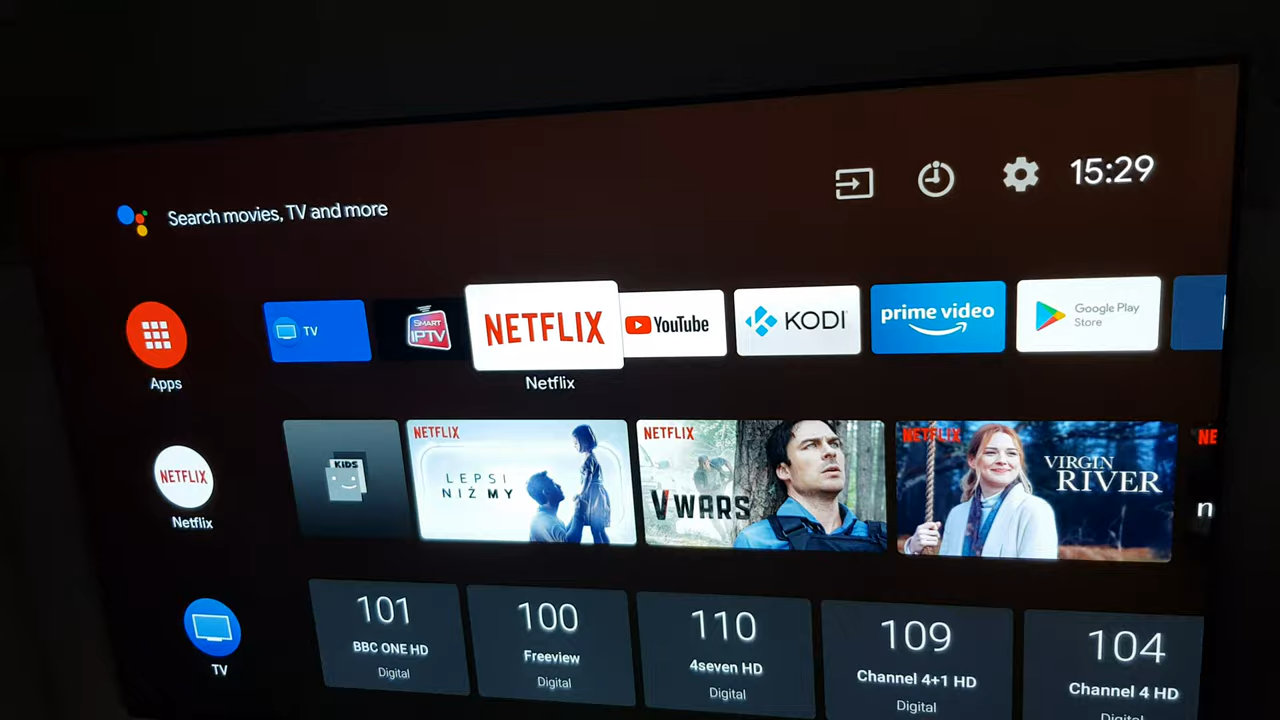 15:29
Search movies, TV and more
TV
SMART
IPTV
NETFLIX
YouTube
KODI
prime video
Google Play
Store
Apps
Netflix
KIDS
NETFLIX
LEPSI
NIŻ MY
NETFLIX
V WARS
NETFLIX
VIRGIN
RIVER
NE
n
NETFLIX
Netflix
101
BBC ONE HD
Digital
100
Freeview
Digital
110
4seven HD
Digital
109
Channel 4+1 HD
Digital
104
Channel 4 HD
Digital
TV